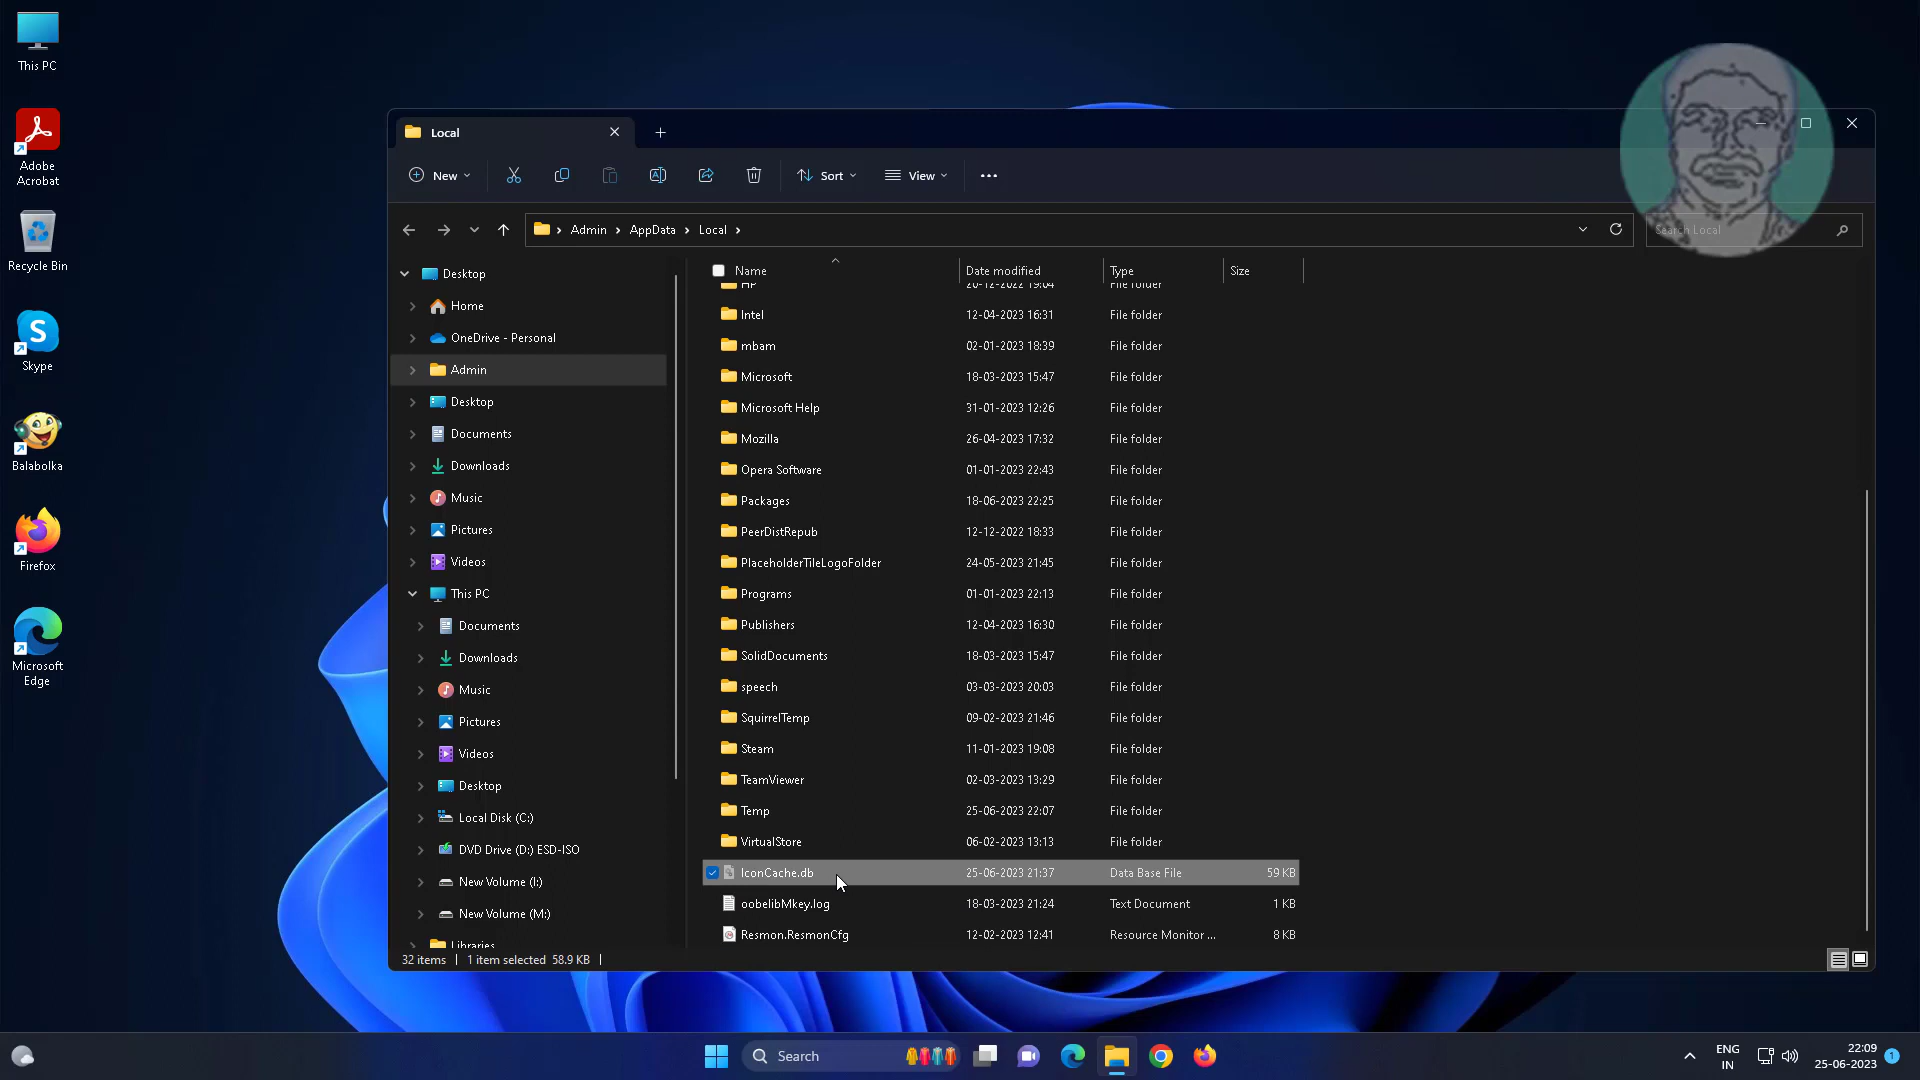 This PC
Adobe
Acrobat
Recycle Bin
Skype
Balabolka
Firefox
Microsoft
Edge
Local
New
Sort
View
Admin
AppData
Local
Search Local
Desktop
Home
OneDrive - Personal
Admin
Desktop
Documents
Downloads
Music
Pictures
Videos
This PC
Documents
Downloads
Music
Pictures
Videos
Desktop
Local Disk (C:)
DVD Drive (D:) ESD-ISO
New Volume (I:)
New Volume (M:)
Libraries
Name Date modified Type Size
HP 20-12-2022 19:04 File folder
Intel 12-04-2023 16:31 File folder
mbam 02-01-2023 18:39 File folder
Microsoft 18-03-2023 15:47 File folder
Microsoft Help 31-01-2023 12:26 File folder
Mozilla 26-04-2023 17:32 File folder
Opera Software 01-01-2023 22:43 File folder
Packages 18-06-2023 22:25 File folder
PeerDistRepub 12-12-2022 18:33 File folder
PlaceholderTileLogoFolder 24-05-2023 21:45 File folder
Programs 01-01-2023 22:13 File folder
Publishers 12-04-2023 16:30 File folder
SolidDocuments 18-03-2023 15:47 File folder
speech 03-03-2023 20:03 File folder
SquirrelTemp 09-02-2023 21:46 File folder
Steam 11-01-2023 19:08 File folder
TeamViewer 02-03-2023 13:29 File folder
Temp 25-06-2023 22:07 File folder
VirtualStore 06-02-2023 13:13 File folder
IconCache.db 25-06-2023 21:37 Data Base File 59 KB
oobelibMkey.log 18-03-2023 21:24 Text Document 1 KB
Resmon.ResmonCfg 12-02-2023 12:41 Resource Monitor ... 8 KB
32 items 1 item selected 58.9 KB
Search
ENG
IN
22:09
25-06-2023
1